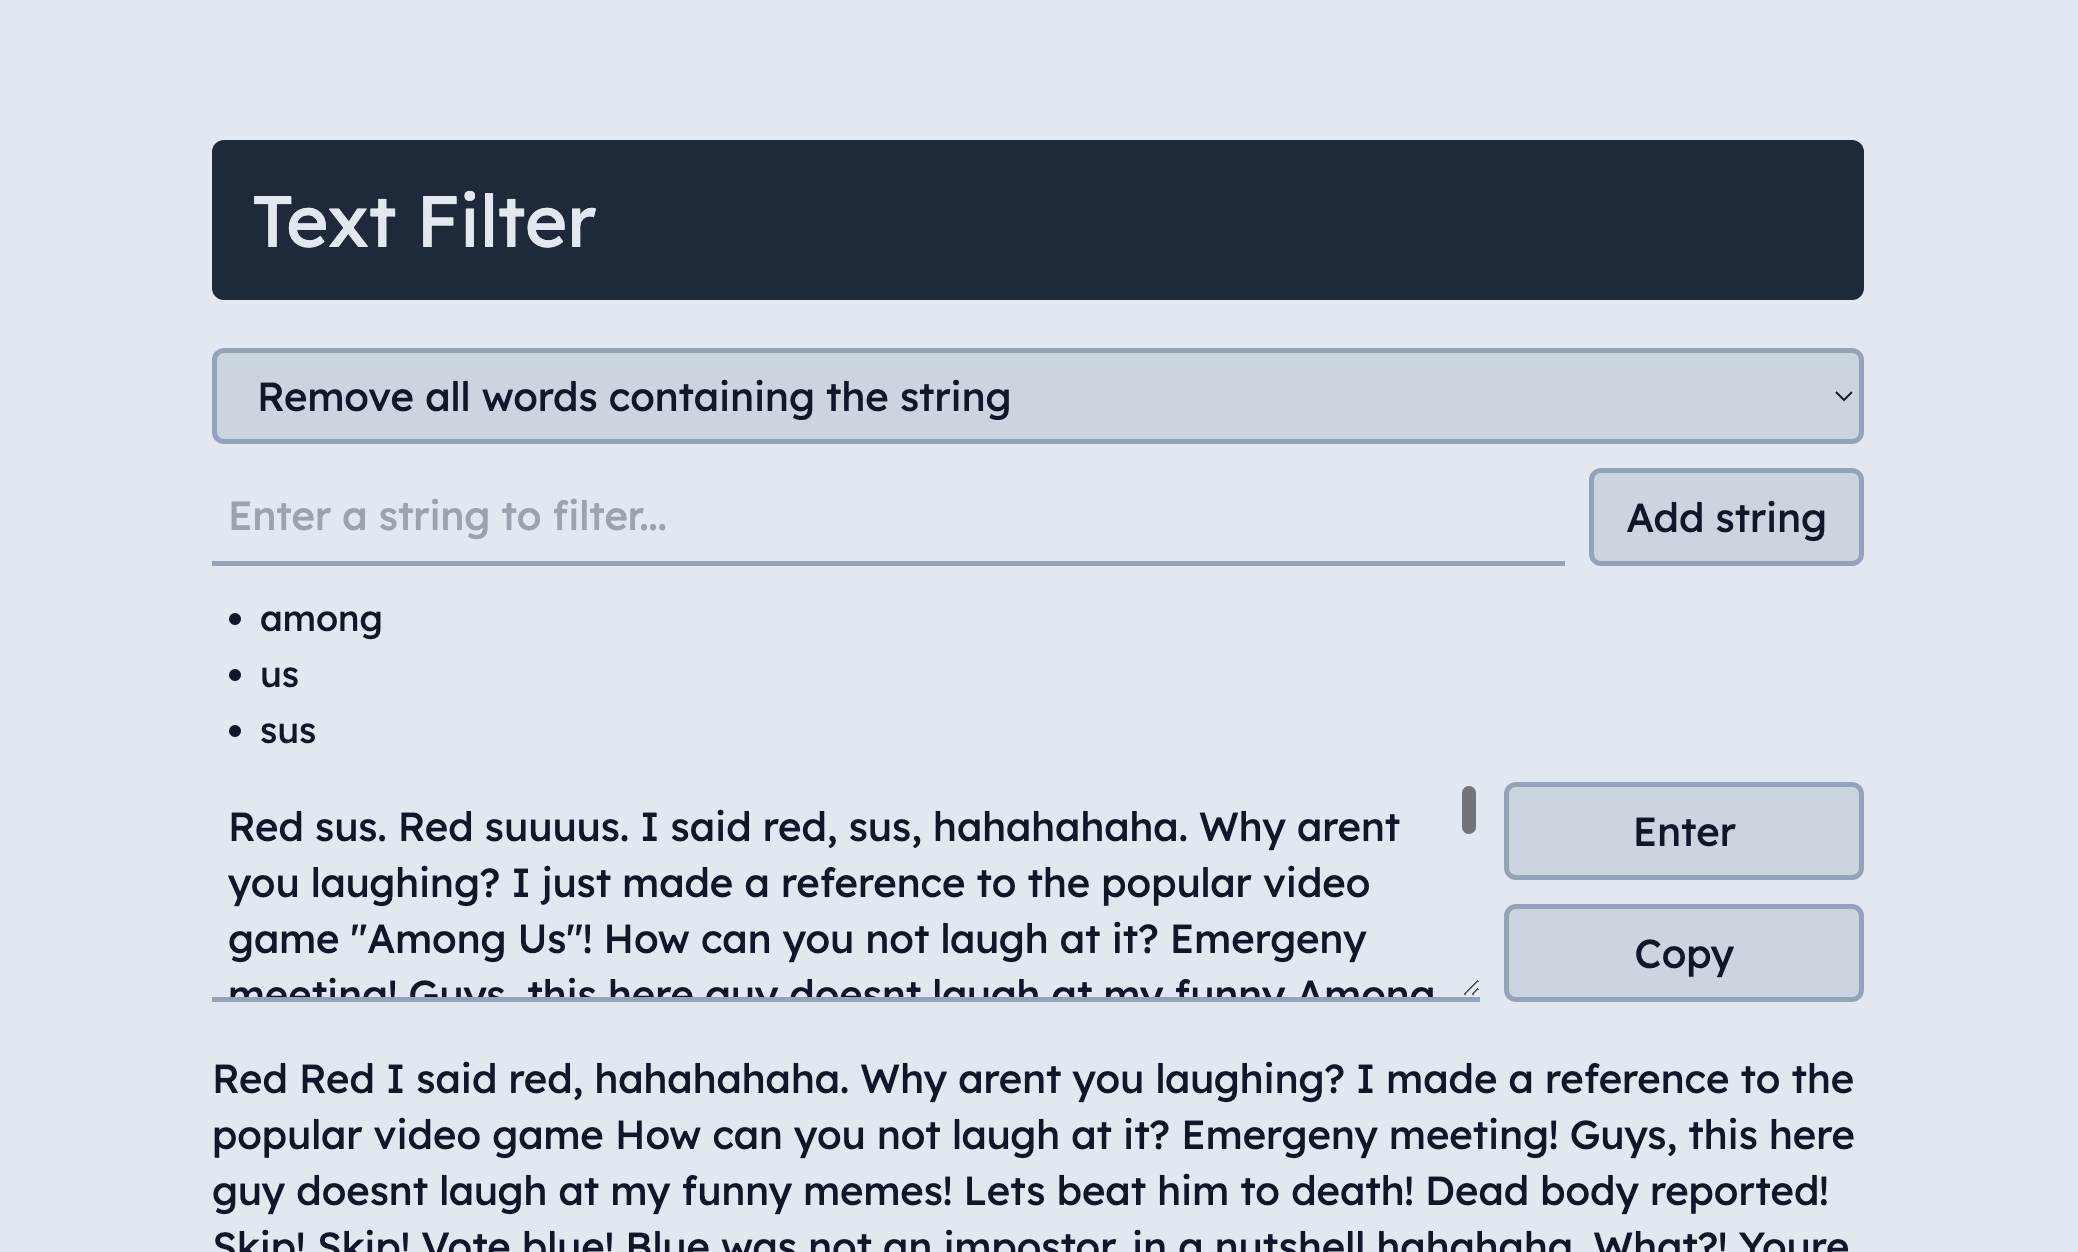 Text Filter
Remove all words containing the string
Enter a string to filter...
Add string
• among
• us
• sus
Red sus. Red suuuus. I said red, sus, hahahahaha. Why arent
you laughing? I just made a reference to the popular video
game "Among Us"! How can you not laugh at it? Emergeny
meeting! Guys, this here guy doesnt laugh at my funny Among
Enter
Copy
Red Red I said red, hahahahaha. Why arent you laughing? I made a reference to the
popular video game How can you not laugh at it? Emergeny meeting! Guys, this here
guy doesnt laugh at my funny memes! Lets beat him to death! Dead body reported!
Skip! Skip! Vote blue! Blue was not an impostor, in a nutshell hahahaha. What?! Youre